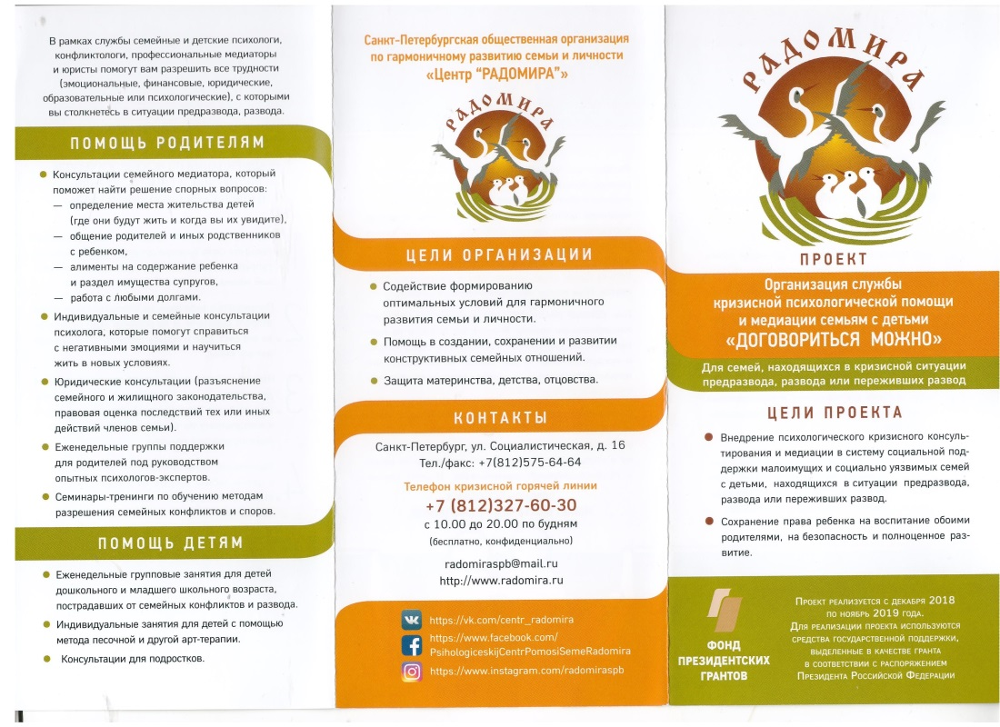 В рамках службы семейные и детские психологи,
конфликтологи, профессиональные медиаторы
и юристы помогут вам разрешить все трудности
(эмоциональные, финансовые, юридические,
образовательные или психологические), с которыми
вы столкнетесь в ситуации предразвода, развода.
ПОМОЩЬ РОДИТЕЛЯМ
• Консультации семейного медиатора, который
поможет найти решение спорных вопросов:
— определение места жительства детей
(где они будут жить и когда вы их увидите),
— общение родителей и иных родственников
с ребенком,
— алименты на содержание ребенка
и раздел имущества супругов,
— работа с любыми долгами.
• Индивидуальные и семейные консультации
психолога, которые помогут справиться
с негативными эмоциями и научиться
жить в новых условиях.
• Юридические консультации (разъяснение
семейного и жилищного законодательства,
правовая оценка последствий тех или иных
действий членов семьи).
• Еженедельные группы поддержки
для родителей под руководством
опытных психологов-экспертов.
• Семинары-тренинги по обучению методам
разрешения семейных конфликтов и споров.
ПОМОЩЬ ДЕТЯМ
• Еженедельные групповые занятия для детей
дошкольного и младшего школьного возраста,
пострадавших от семейных конфликтов и развода.
• Индивидуальные занятия для детей с помощью
метода песочной и другой арт-терапии.
• Консультации для подростков.
Санкт-Петербургская общественная организация
по гармоничному развитию семьи и личности
«Центр "РАДОМИРА"»
РАДОМИРА
ЦЕЛИ ОРГАНИЗАЦИИ
• Содействие формированию
оптимальных условий для гармоничного
развития семьи и личности.
• Помощь в создании, сохранении и развитии
конструктивных семейных отношений.
• Защита материнства, детства, отцовства.
КОНТАКТЫ
Санкт-Петербург, ул. Социалистическая, д. 16
Тел./факс: +7(812)575-64-64
Телефон кризисной горячей линии
+7 (812)327-60-30
с 10.00 до 20.00 по будням
(бесплатно, конфиденциально)
radomiraspb@mail.ru
http://www.radomira.ru
https://vk.com/centr_radomira
https://www.facebook.com/
PsihologiceskijCentrPomosiSemeRadomira
https://www.instagram.com/radomiraspb
РАДОМИРА
ПРОЕКТ
Организация службы
кризисной психологической помощи
и медиации семьям с детьми
«ДОГОВОРИТЬСЯ МОЖНО»
Для семей, находящихся в кризисной ситуации
предразвода, развода или переживших развод
ЦЕЛИ ПРОЕКТА
• Внедрение психологического кризисного консуль-
тирования и медиации в систему социальной под-
держки малоимущих и социально уязвимых семей
с детьми, находящихся в ситуации предразвода,
развода или переживших развод.
• Сохранение права ребенка на воспитание обоими
родителями, на безопасность и полноценное раз-
витие.
ФОНД
ПРЕЗИДЕНТСКИХ
ГРАНТОВ
Проект реализуется с декабря 2018
по ноябрь 2019 года.
Для реализации проекта используются
средства государственной поддержки,
выделенные в качестве гранта
в соответствии с распоряжением
Президента Российской Федерации